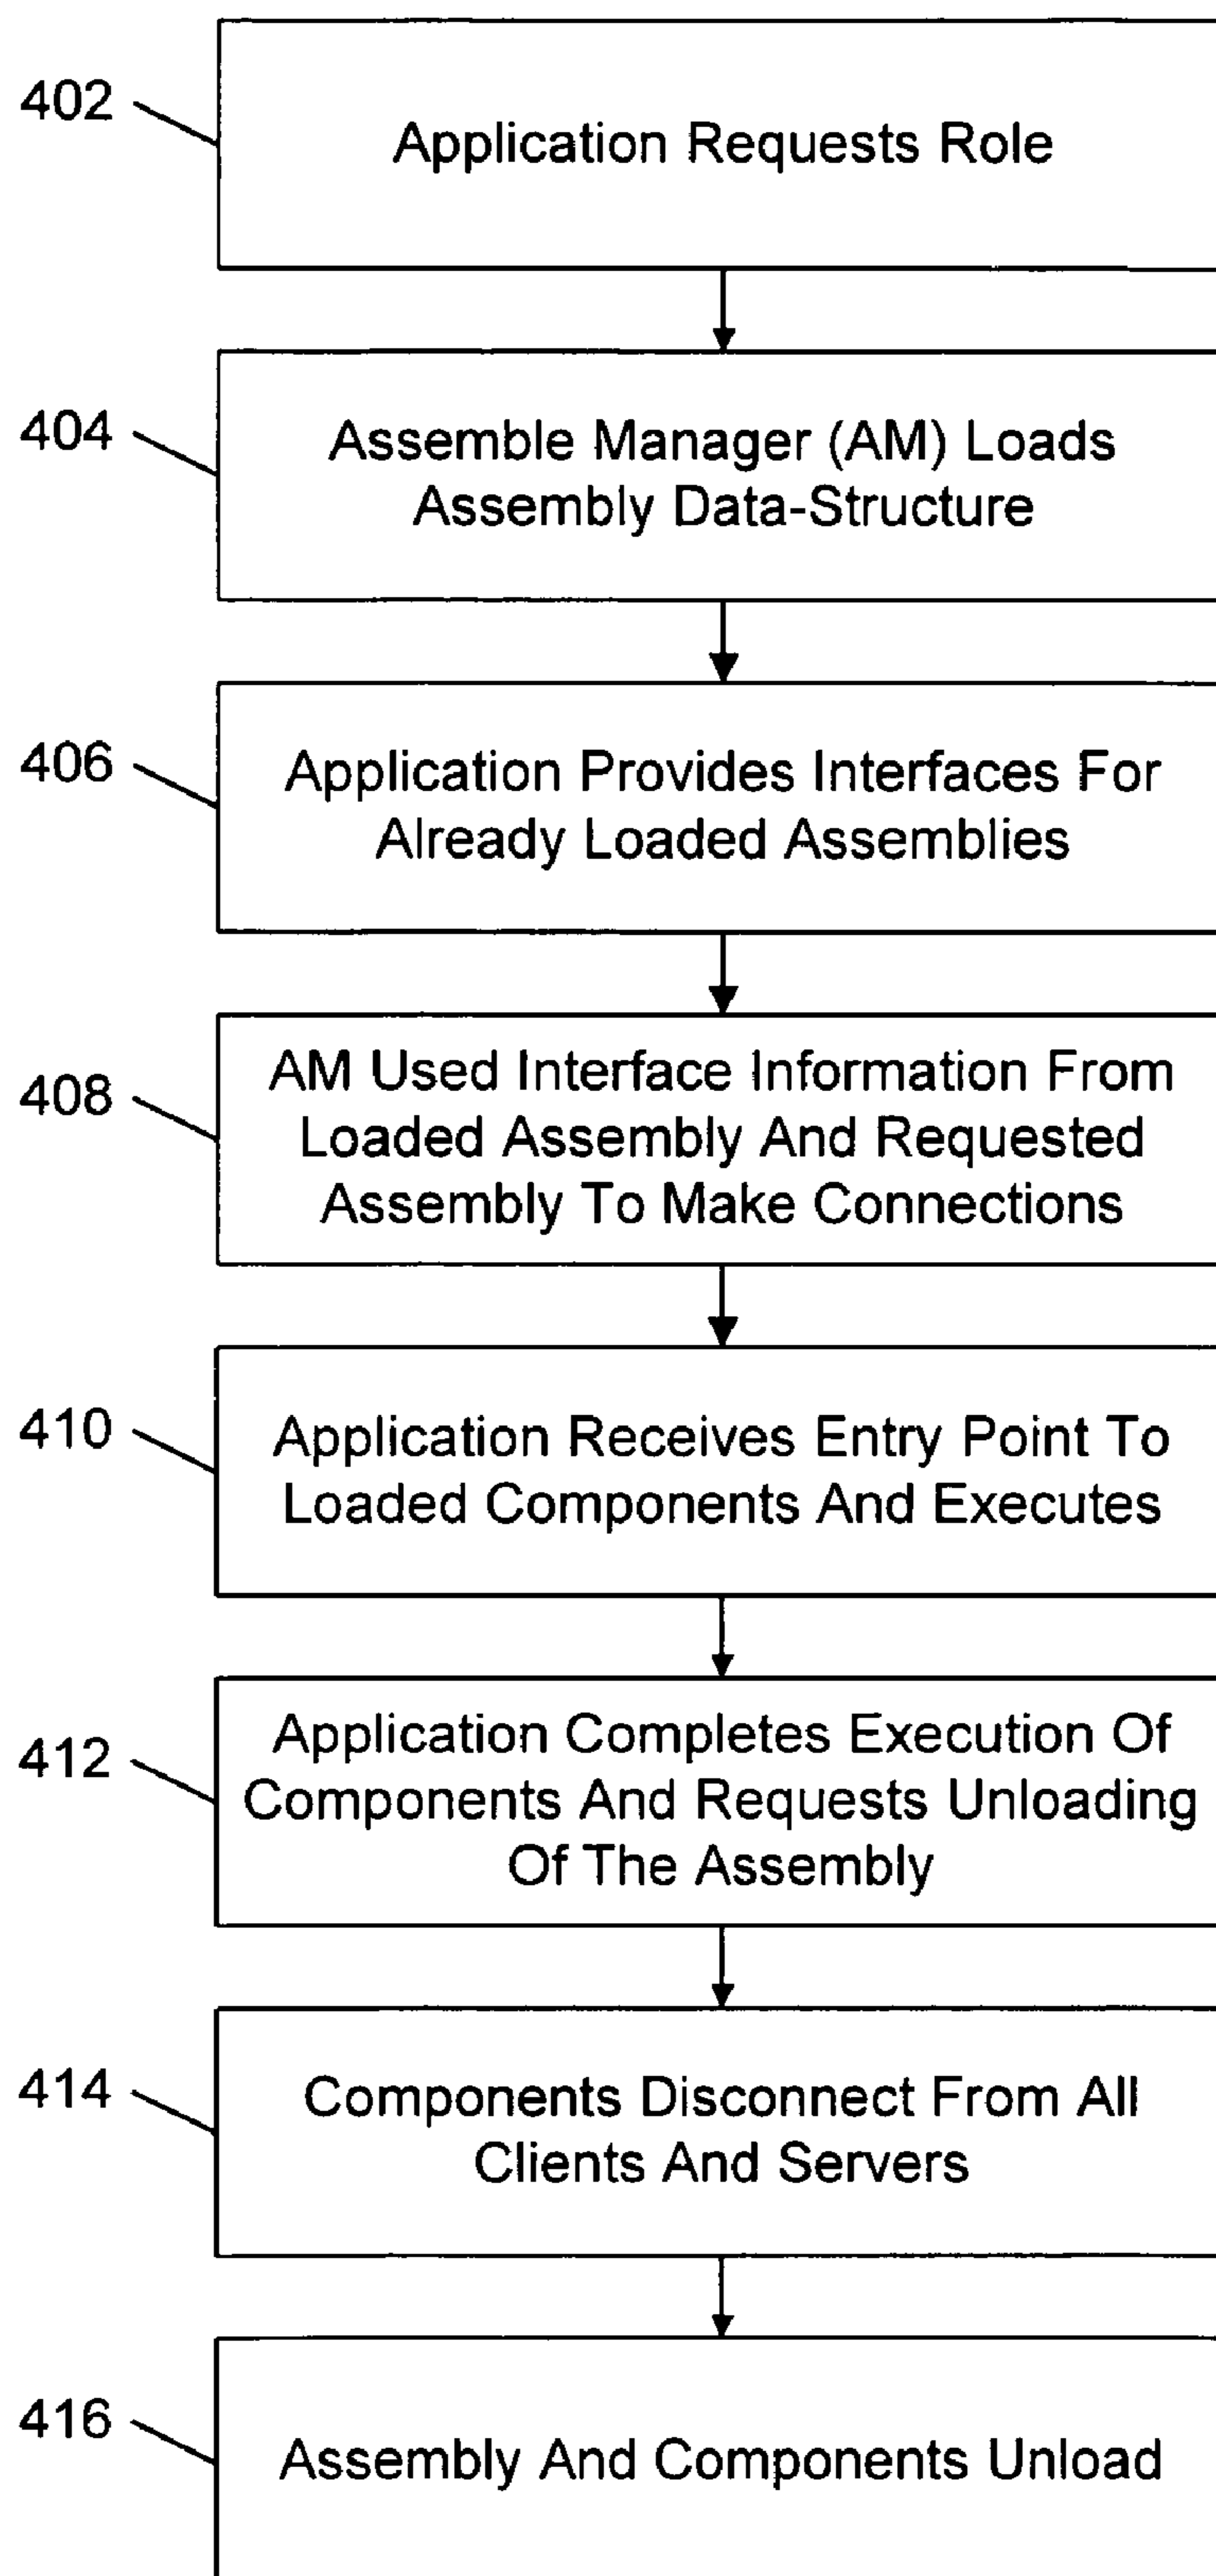 402
Application Requests Role
404
Assemble Manager (AM) Loads
Assembly Data-Structure
406
Application Provides Interfaces For
Already Loaded Assemblies
408
AM Used Interface Information From
Loaded Assembly And Requested
Assembly To Make Connections
410
Application Receives Entry Point To
Loaded Components And Executes
412
Application Completes Execution Of
Components And Requests Unloading
Of The Assembly
414
Components Disconnect From All
Clients And Servers
416
Assembly And Components Unload